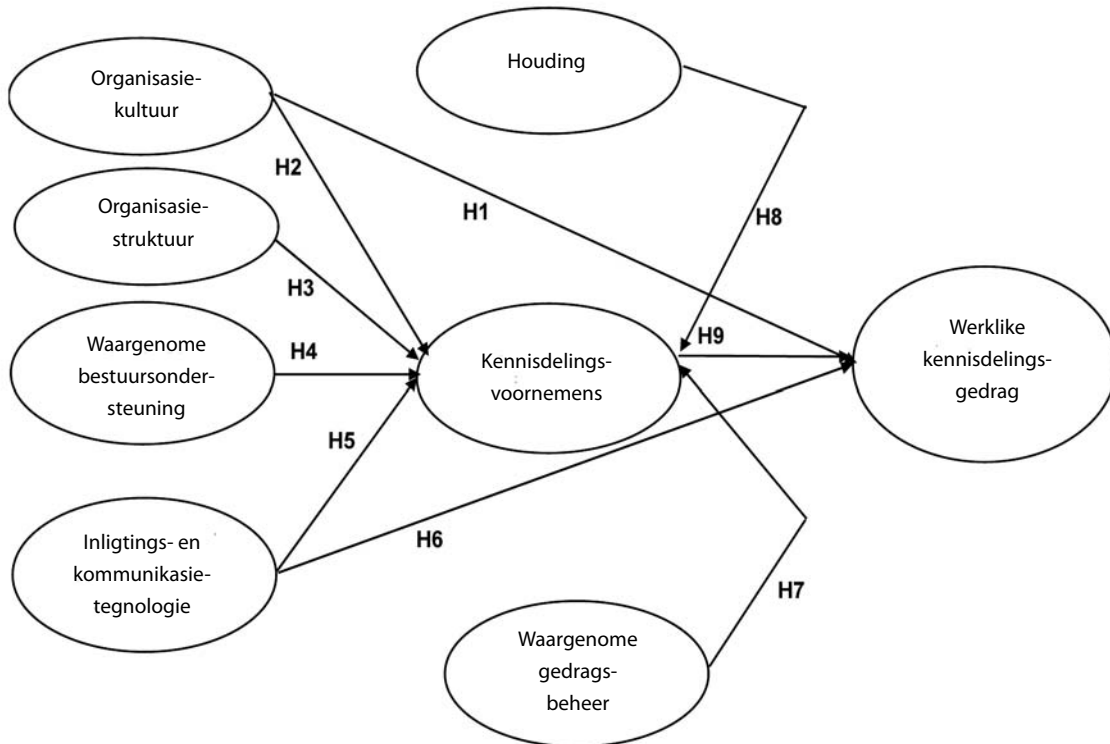 Organisasie-
kultuur
Houding
H2
Organisasie-
struktuur
H1
H8
H3
Waargenome
bestuursonder-
steuning
H4
Kennisdelings-
voornemens
H9
Werklike
kennisdelings-
gedrag
H5
Inligtings- en
kommunikasie-
tegnologie
H6
H7
Waargenome
gedrags-
beheer